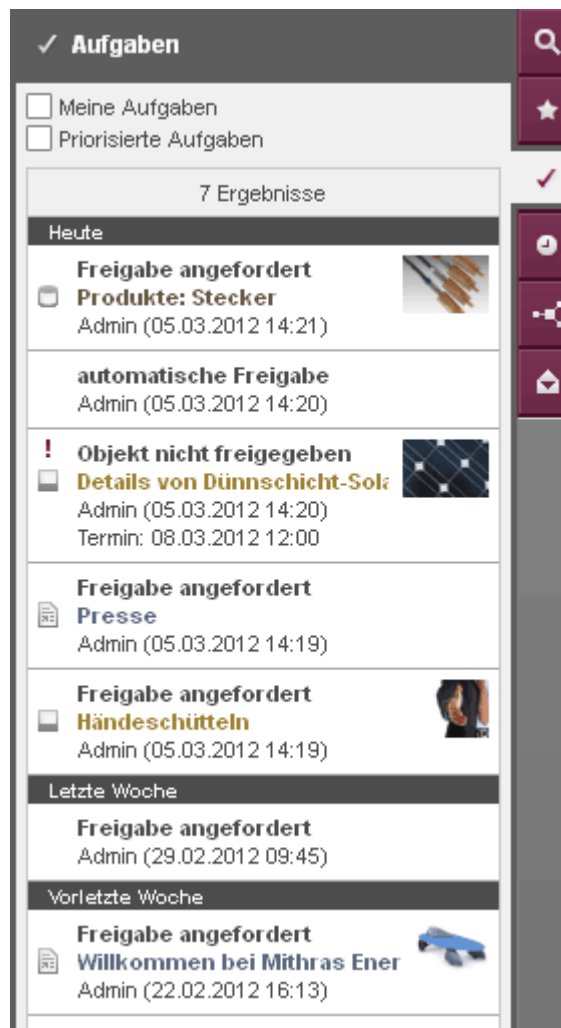 Aufgaben
Meine Aufgaben
Priorisierte Aufgaben
7 Ergebnisse
Heute
Freigabe angefordert
Produkte: Stecker
Admin (05.03.2012 14:21)
automatische Freigabe
Admin (05.03.2012 14:20)
!
Objekt nicht freigegeben
Details von Dünnschicht-Sola
Admin (05.03.2012 14:20)
Termin: 08.03.2012 12:00
Freigabe angefordert
Presse
Admin (05.03.2012 14:19)
Freigabe angefordert
Händeschütteln
Admin (05.03.2012 14:19)
Letzte Woche
Freigabe angefordert
Admin (29.02.2012 09:45)
Vorletzte Woche
Freigabe angefordert
Willkommen bei Mithras Ener
Admin (22.02.2012 16:13)